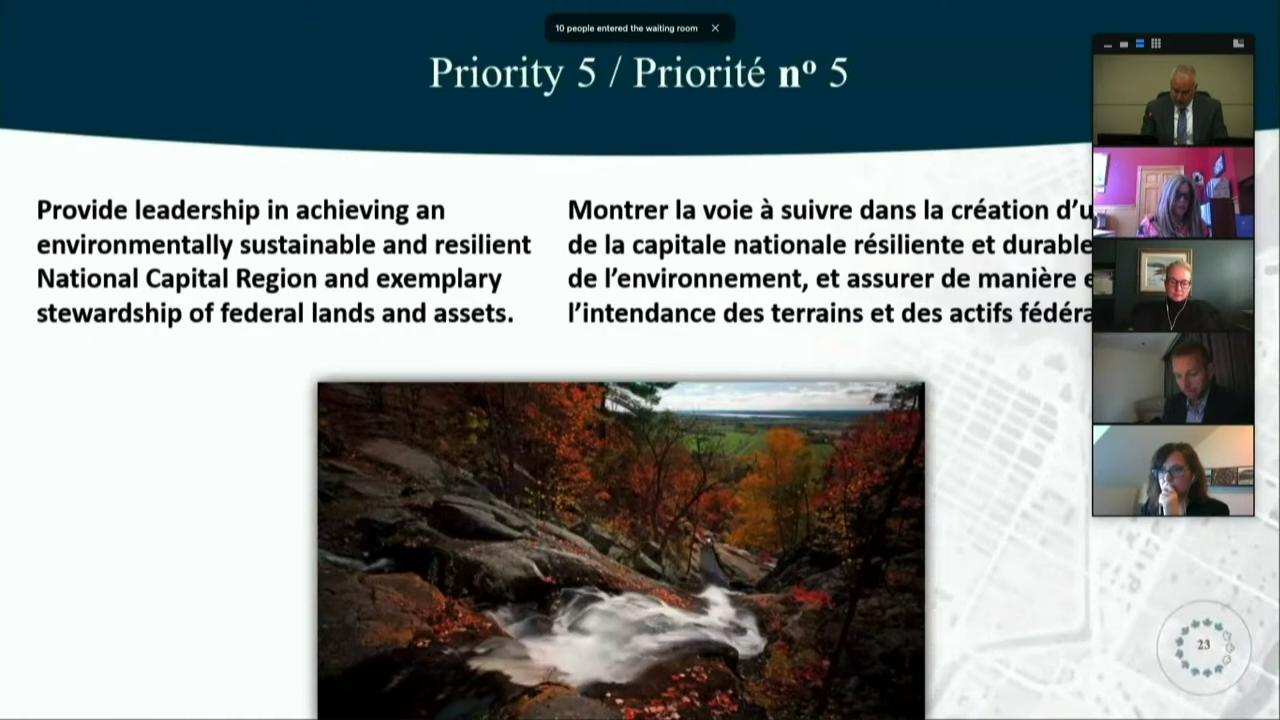 10 people entered the waiting room
Priority 5 / Priorité nº 5
Provide leadership in achieving an
environmentally sustainable and resilient
National Capital Region and exemplary
stewardship of federal lands and assets.
Montrer la voie à suivre dans la création d’u
de la capitale nationale résiliente et durable
de l’environnement, et assurer de manière e
l’intendance des terrains et des actifs fédéra
23